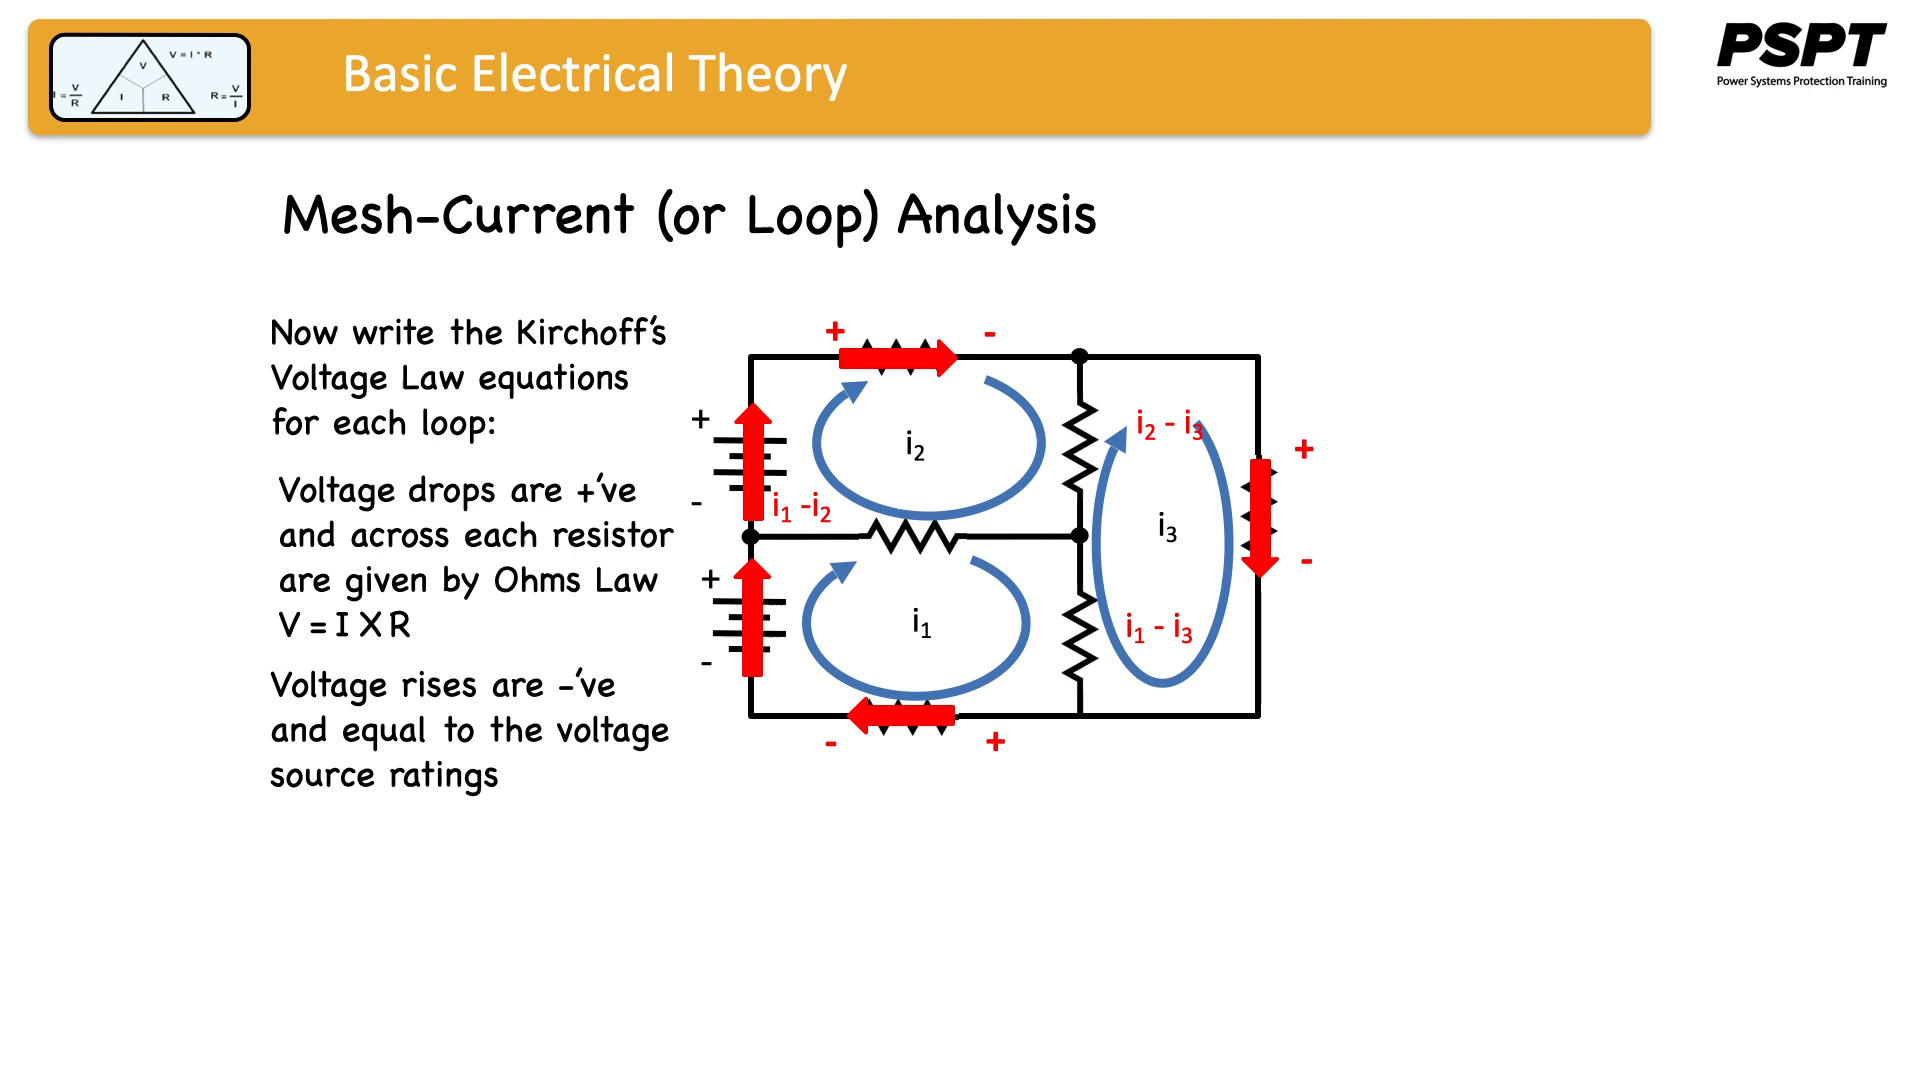 V = I * R
V
I = V/R
I
R
R = V/I
Basic Electrical Theory
PSPT
Power Systems Protection Training
Mesh-Current (or Loop) Analysis
Now write the Kirchoff's
Voltage Law equations
for each loop:
Voltage drops are +'ve
and across each resistor
are given by Ohms Law
V = I X R
Voltage rises are -'ve
and equal to the voltage
source ratings
+ -
+
i₂
i₂ - i₃
+
-
i₁ -i₂
i₃
-
+
i₁
i₁ - i₃
-
- +